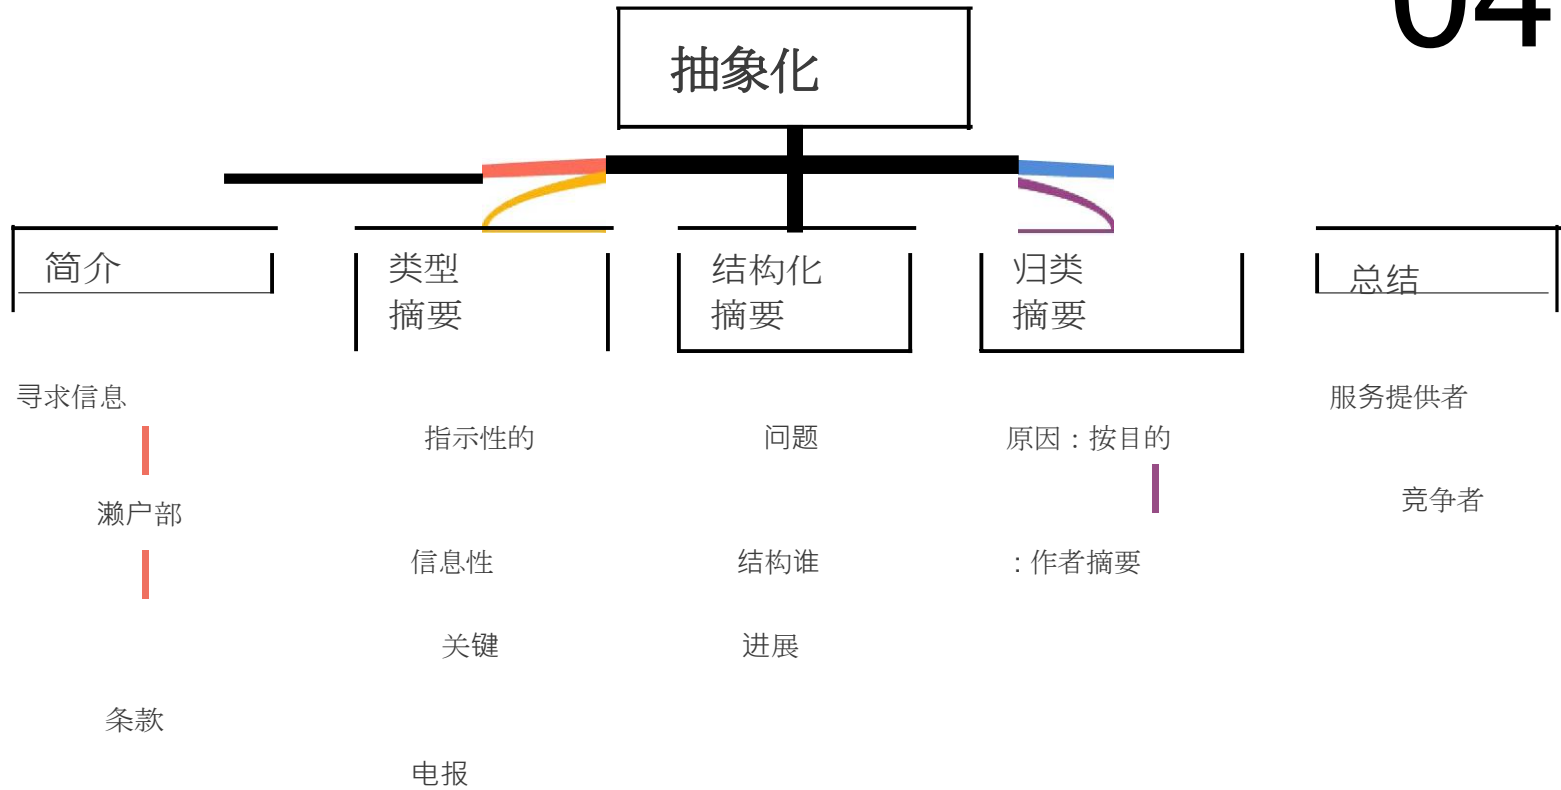 04
抽象化
简介
类型
摘要
结构化
摘要
归类
摘要
总结
寻求信息
濑户部
条款
指示性的
信息性
关键
电报
问题
结构谁
进展
原因：按目的
：作者摘要
服务提供者
竞争者